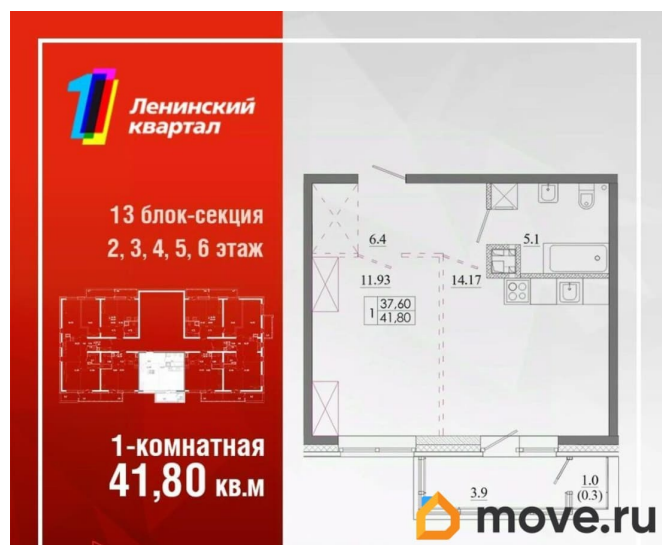 Ленинский
квартал
13 блок-секция
2, 3, 4, 5, 6 этаж
1-комнатная
41,80 кв.м
6.4
5.1
11.93
14.17
1 37,60
41,80
3.9
1.0
(0.3)
move.ru